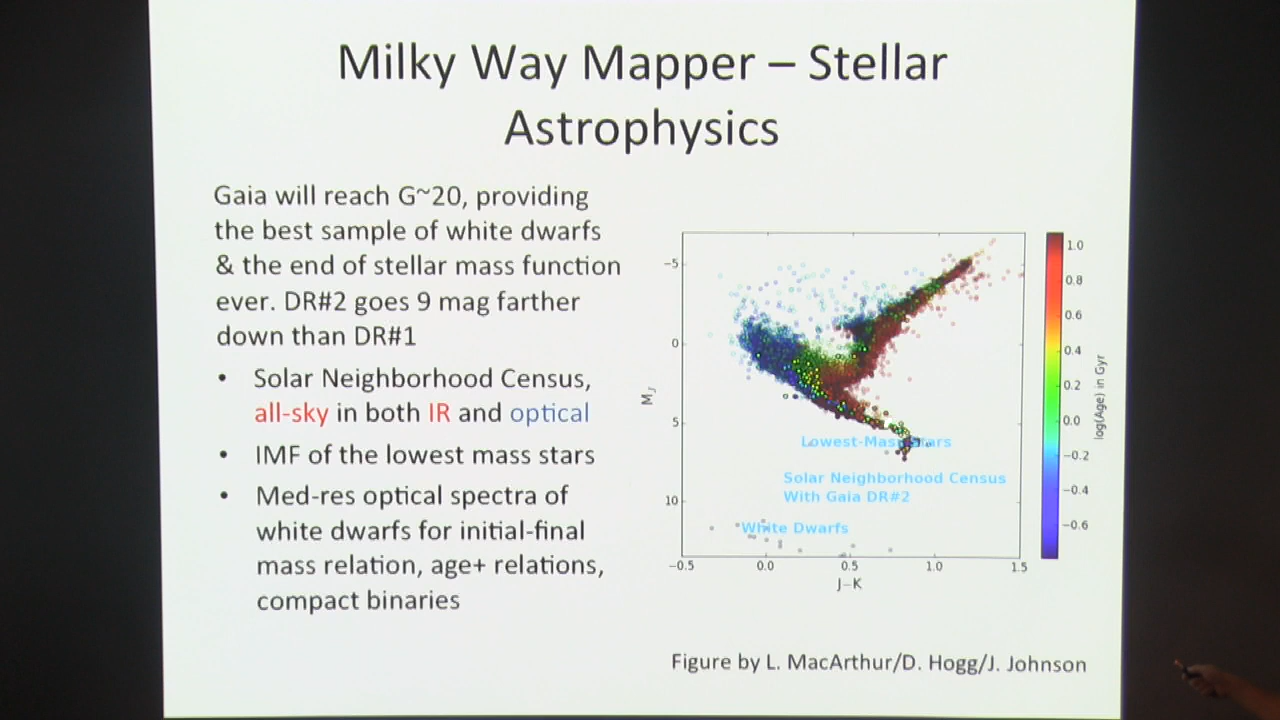 Milky Way Mapper – Stellar
Astrophysics
Gaia will reach G~20, providing
the best sample of white dwarfs
& the end of stellar mass function
ever. DR#2 goes 9 mag farther
down than DR#1
• Solar Neighborhood Census,
all-sky in both IR and optical
• IMF of the lowest mass stars
• Med-res optical spectra of
white dwarfs for initial-final
mass relation, age+ relations,
compact binaries
−5
0
5
10
M_J
Lowest-Mass Stars
Solar Neighborhood Census
With Gaia DR#2
White Dwarfs
−0.5 0.0 0.5 1.0 1.5
J−K
1.0
0.8
0.6
0.4
0.2
0.0
−0.2
−0.4
−0.6
log(Age) in Gyr
Figure by L. MacArthur/D. Hogg/J. Johnson